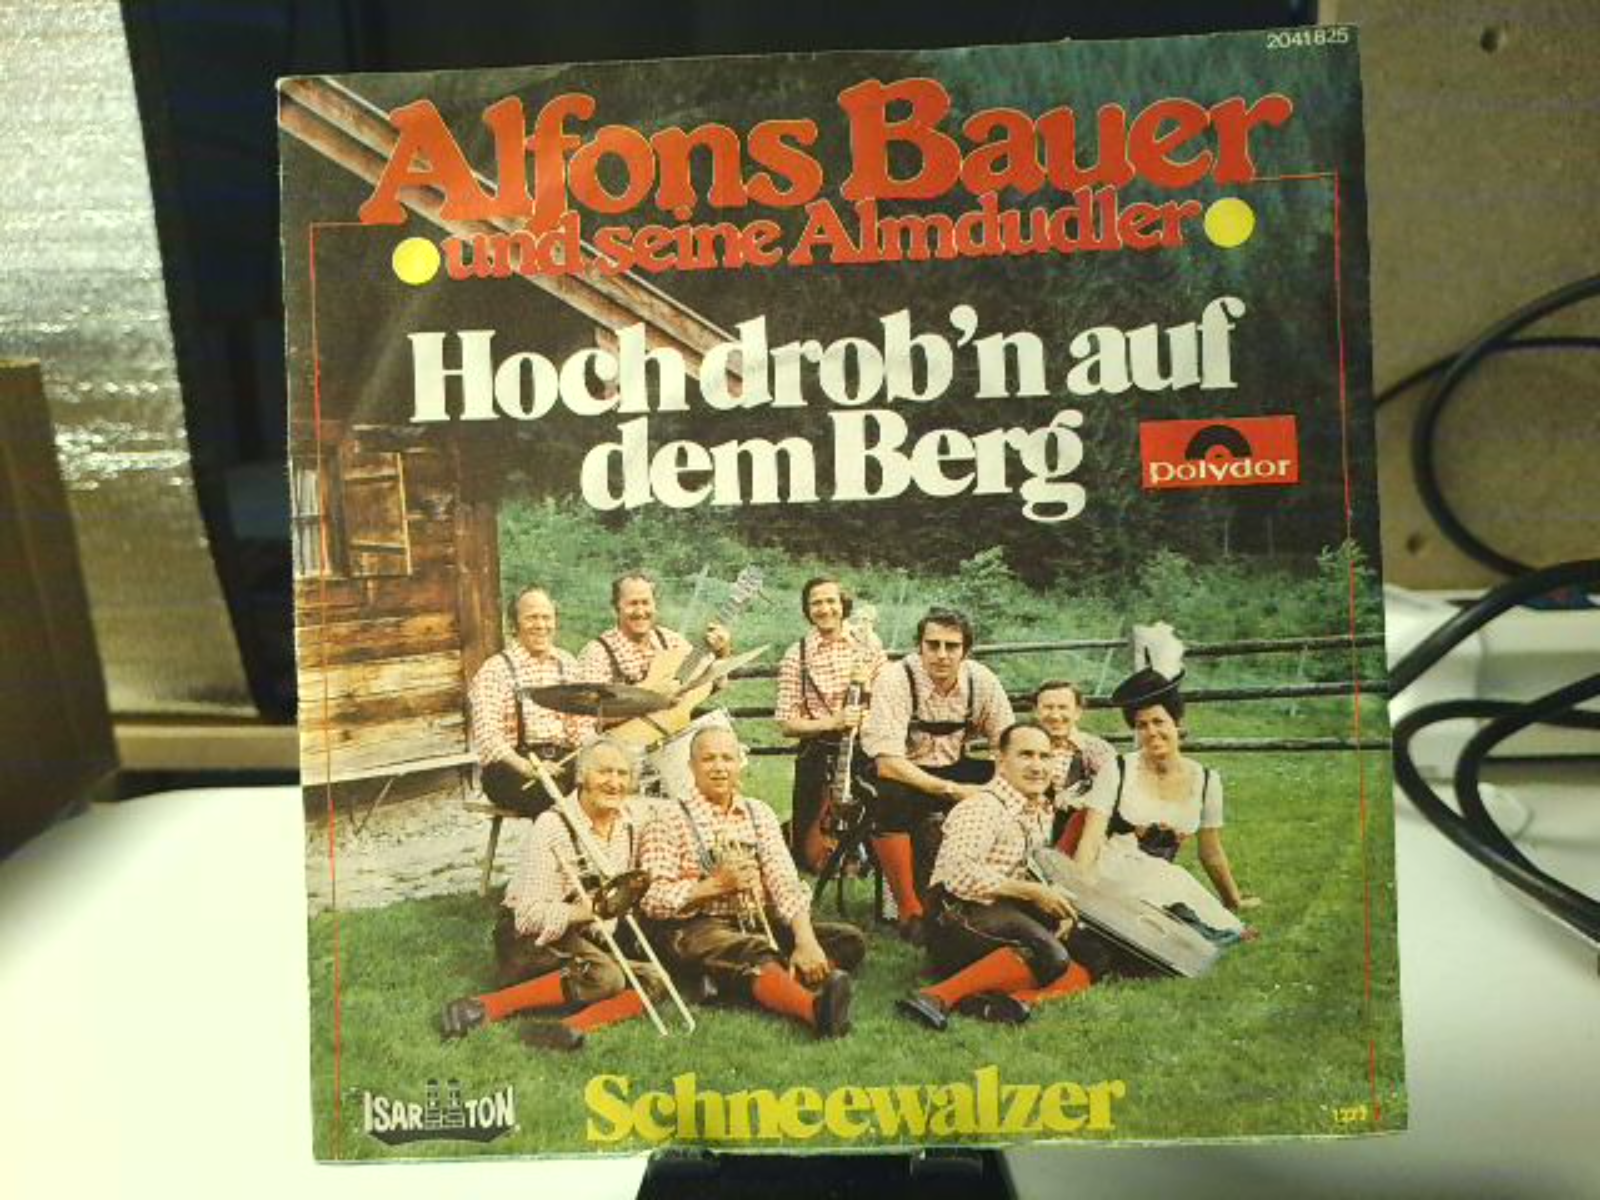 2041825
Alfons Bauer
und seine Almdudler
Hoch drob'n auf
dem Berg
polydor
ISAR TON
Schneewalzer